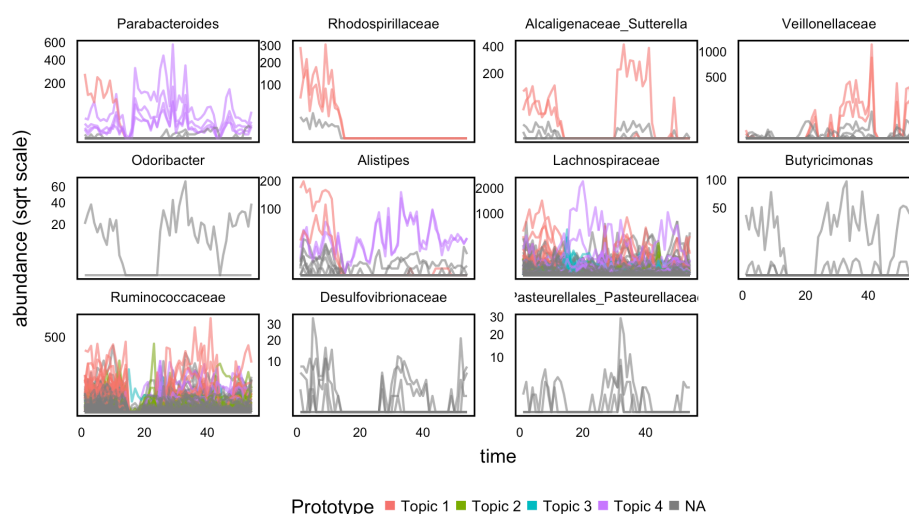 Parabacteroides
Rhodospirillaceae
Alcaligenaceae_Sutterella
Veillonellaceae
600
400
200
300
200
100
400
200
1000
500
Odoribacter
Alistipes
Lachnospiraceae
Butyricimonas
60
40
20
200
100
2000
1000
100
50
0 20 40
Ruminococcaceae
Desulfovibrionaceae
Pasteurellales_Pasteurellacea
500
30
20
10
30
20
10
0 20 40
0 20 40
0 20 40
abundance (sqrt scale)
time
Prototype Topic 1 Topic 2 Topic 3 Topic 4 NA